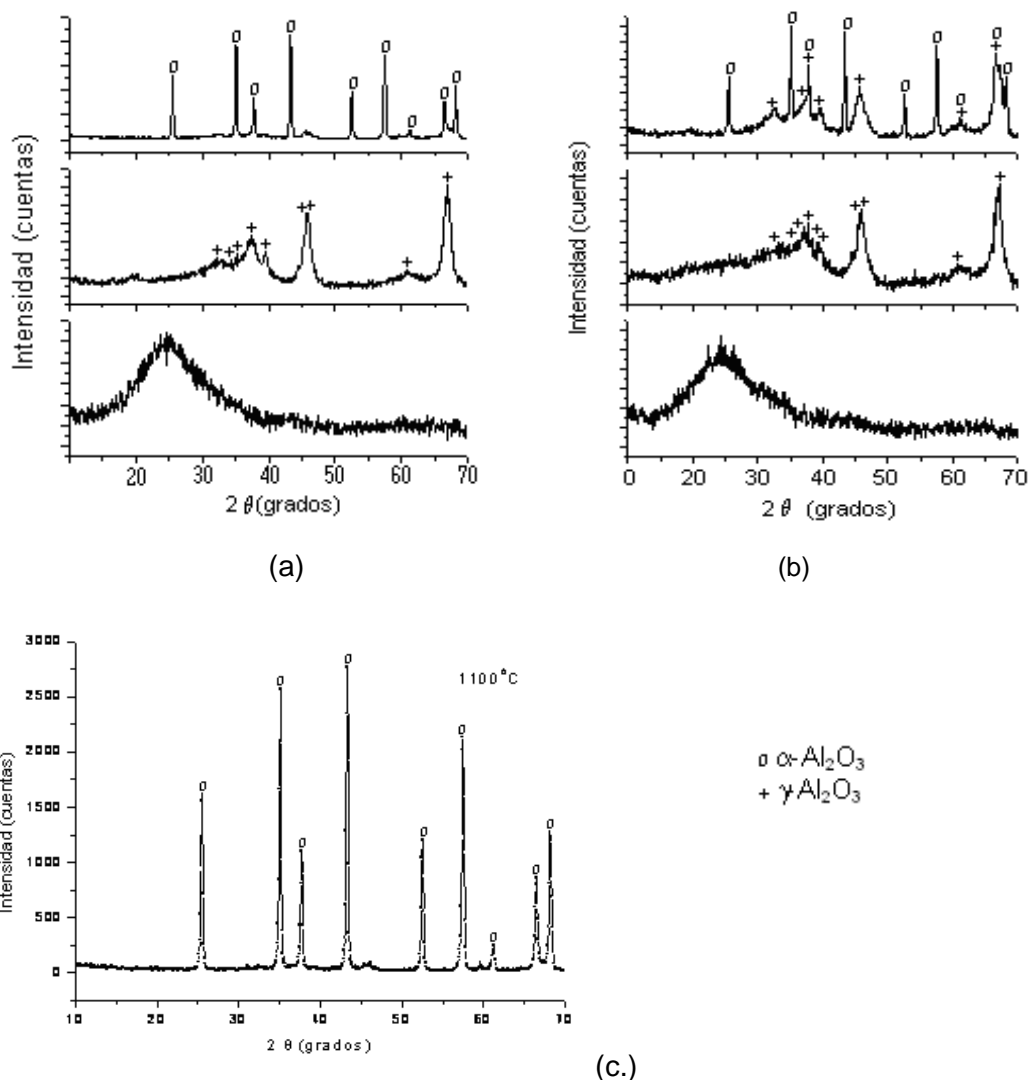 Intensidad (cuentas)
20 30 40 50 60 70
2 θ(grados)
(a)
Intensidad (cuentas)
0 10 20 30 40 50 60 70
2 θ (grados)
(b)
3000
2500
2000
1500
1000
500
0
Intensidad (cuentas)
1100°C
10 20 30 40 50 60 70
2 θ (grados)
(c.)
o α-Al₂O₃
+ γ-Al₂O₃